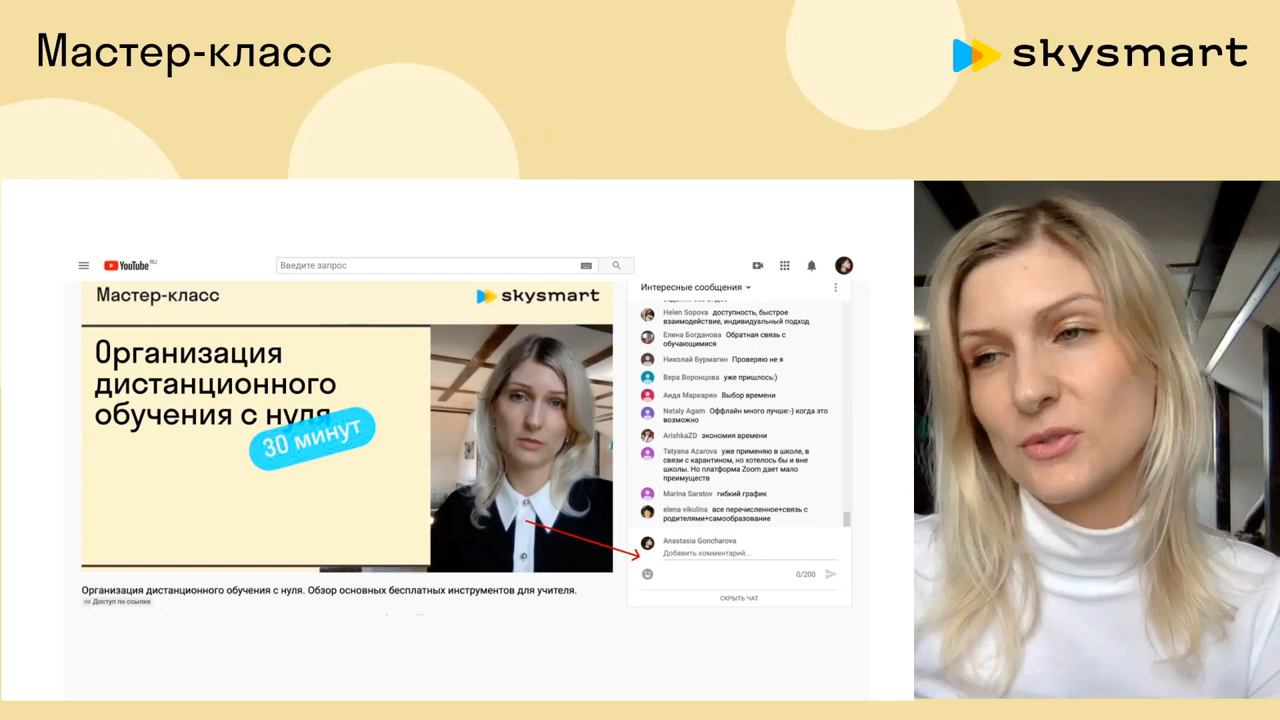 Мастер-класс
skysmart
YouTube RU
Введите запрос
Мастер-класс
skysmart
Организация
дистанционного
обучения с нуля
30 минут
Организация дистанционного обучения с нуля. Обзор основных бесплатных инструментов для учителя.
Доступ по ссылке
Интересные сообщения
Helen Sopova доступность, быстрое
взаимодействие, индивидуальный подход
Елена Богданова Обратная связь с
обучающимися
Николай Бурмагин Проверяю не я
Вера Воронцова уже пришлось:)
Аида Маркарян Выбор времени
Nataly Agam Оффлайн много лучше:-) когда это
возможно
ArishkaZD экономия времени
Tatyana Azarova уже применяю в школе, в
связи с карантином, но хотелось бы и вне
школы. Но платформа Zoom дает мало
преимуществ
Marina Saratov гибкий график
elena vikulina все перечисленное+связь с
родителями+самообразование
Anastasia Goncharova
Добавить комментарий...
0/200
СКРЫТЬ ЧАТ